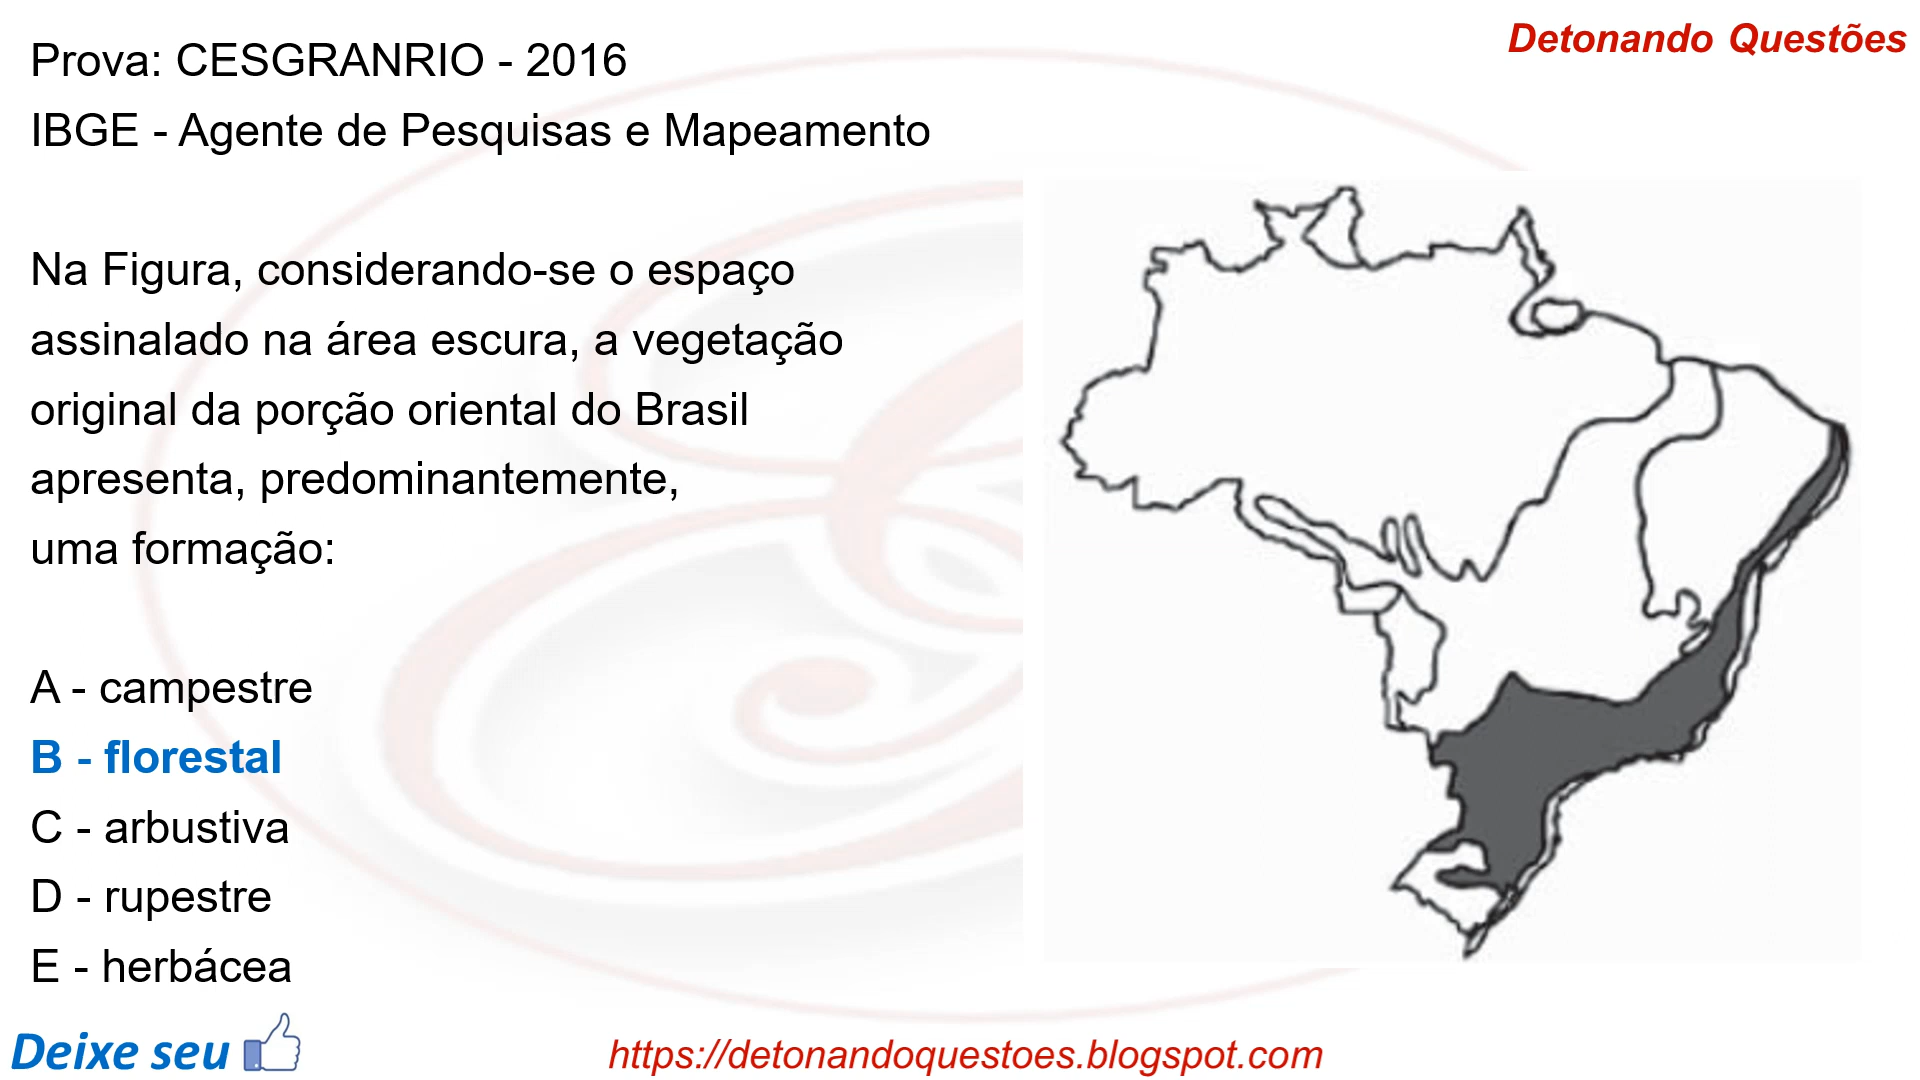 Prova: CESGRANRIO - 2016
Detonando Questões
IBGE - Agente de Pesquisas e Mapeamento
Na Figura, considerando-se o espaço
assinalado na área escura, a vegetação
original da porção oriental do Brasil
apresenta, predominantemente,
uma formação:
A - campestre
B - florestal
C - arbustiva
D - rupestre
E - herbácea
Deixe seu
https://detonandoquestoes.blogspot.com